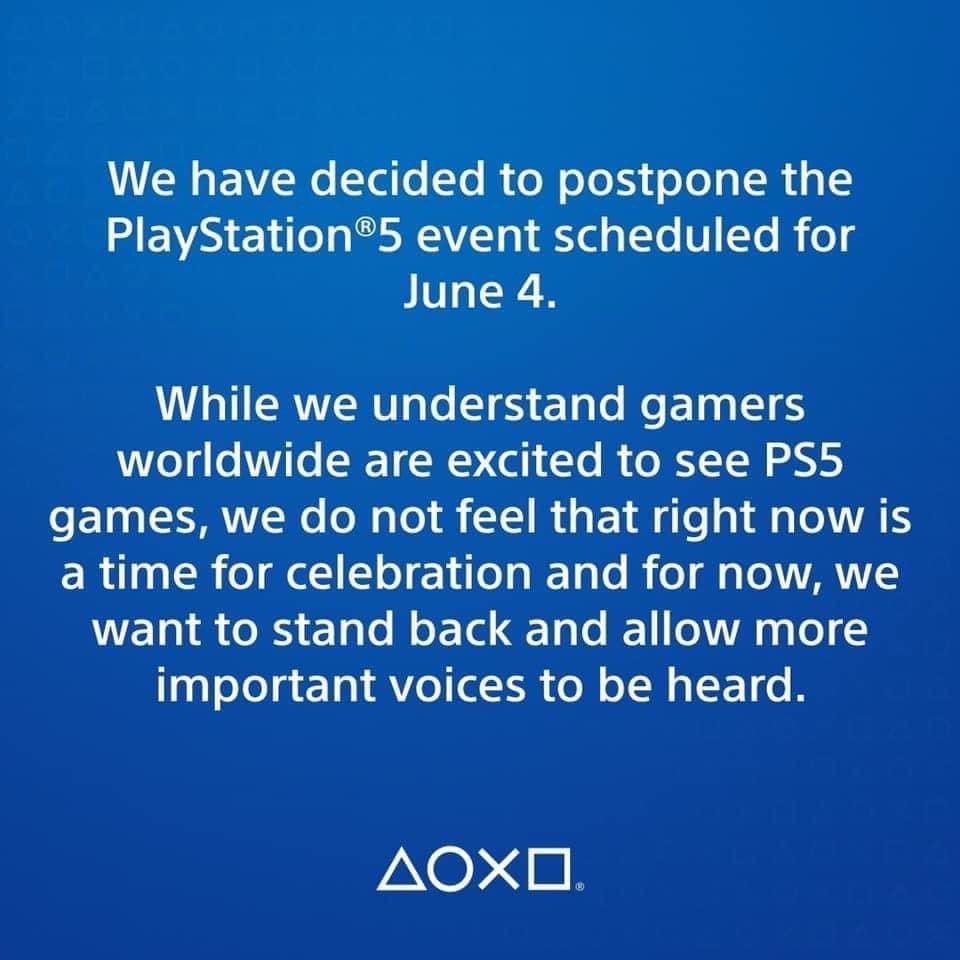 We have decided to postpone the
PlayStation®5 event scheduled for
June 4.
While we understand gamers
worldwide are excited to see PS5
games, we do not feel that right now is
a time for celebration and for now, we
want to stand back and allow more
important voices to be heard.